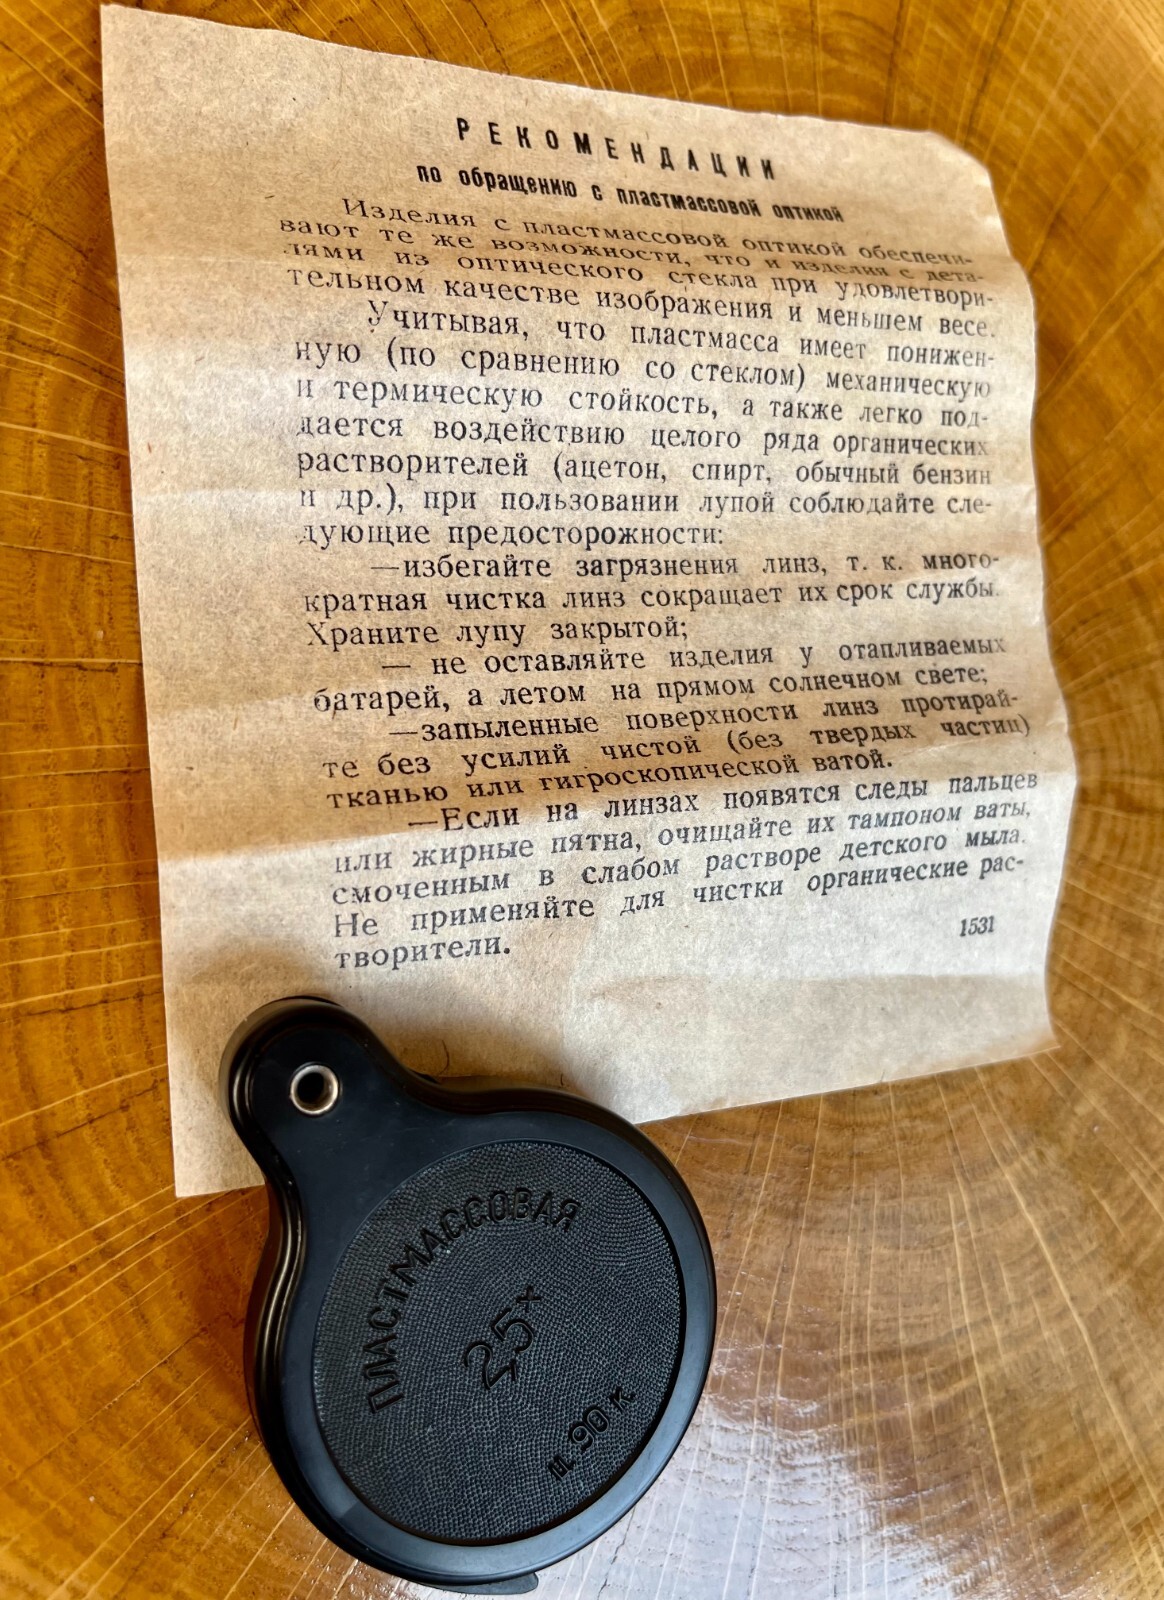 РЕКОМЕНДАЦИИ
по обращению с пластмассовой оптикой
Изделия с пластмассовой оптикой обеспечи-
вают те же возможности, что и изделия с дета-
лями из оптического стекла при удовлетвори-
тельном качестве изображения и меньшем весе.
Учитывая, что пластмасса имеет понижен-
ную (по сравнению со стеклом) механическую
и термическую стойкость, а также легко под-
дается воздействию целого ряда органических
растворителей (ацетон, спирт, обычный бензин
и др.), при пользовании лупой соблюдайте сле-
дующие предосторожности:
—избегайте загрязнения линз, т. к. много-
кратная чистка линз сокращает их срок службы.
Храните лупу закрытой;
— не оставляйте изделия у отапливаемых
батарей, а летом на прямом солнечном свете;
—запыленные поверхности линз протирай-
те без усилий чистой (без твердых частиц)
тканью или гигроскопической ватой.
—Если на линзах появятся следы пальцев
или жирные пятна, очищайте их тампоном ваты,
смоченным в слабом растворе детского мыла.
Не применяйте для чистки органические рас-
творители.
1531
ПЛАСТМАССОВАЯ
2,5×
ц. 90 к